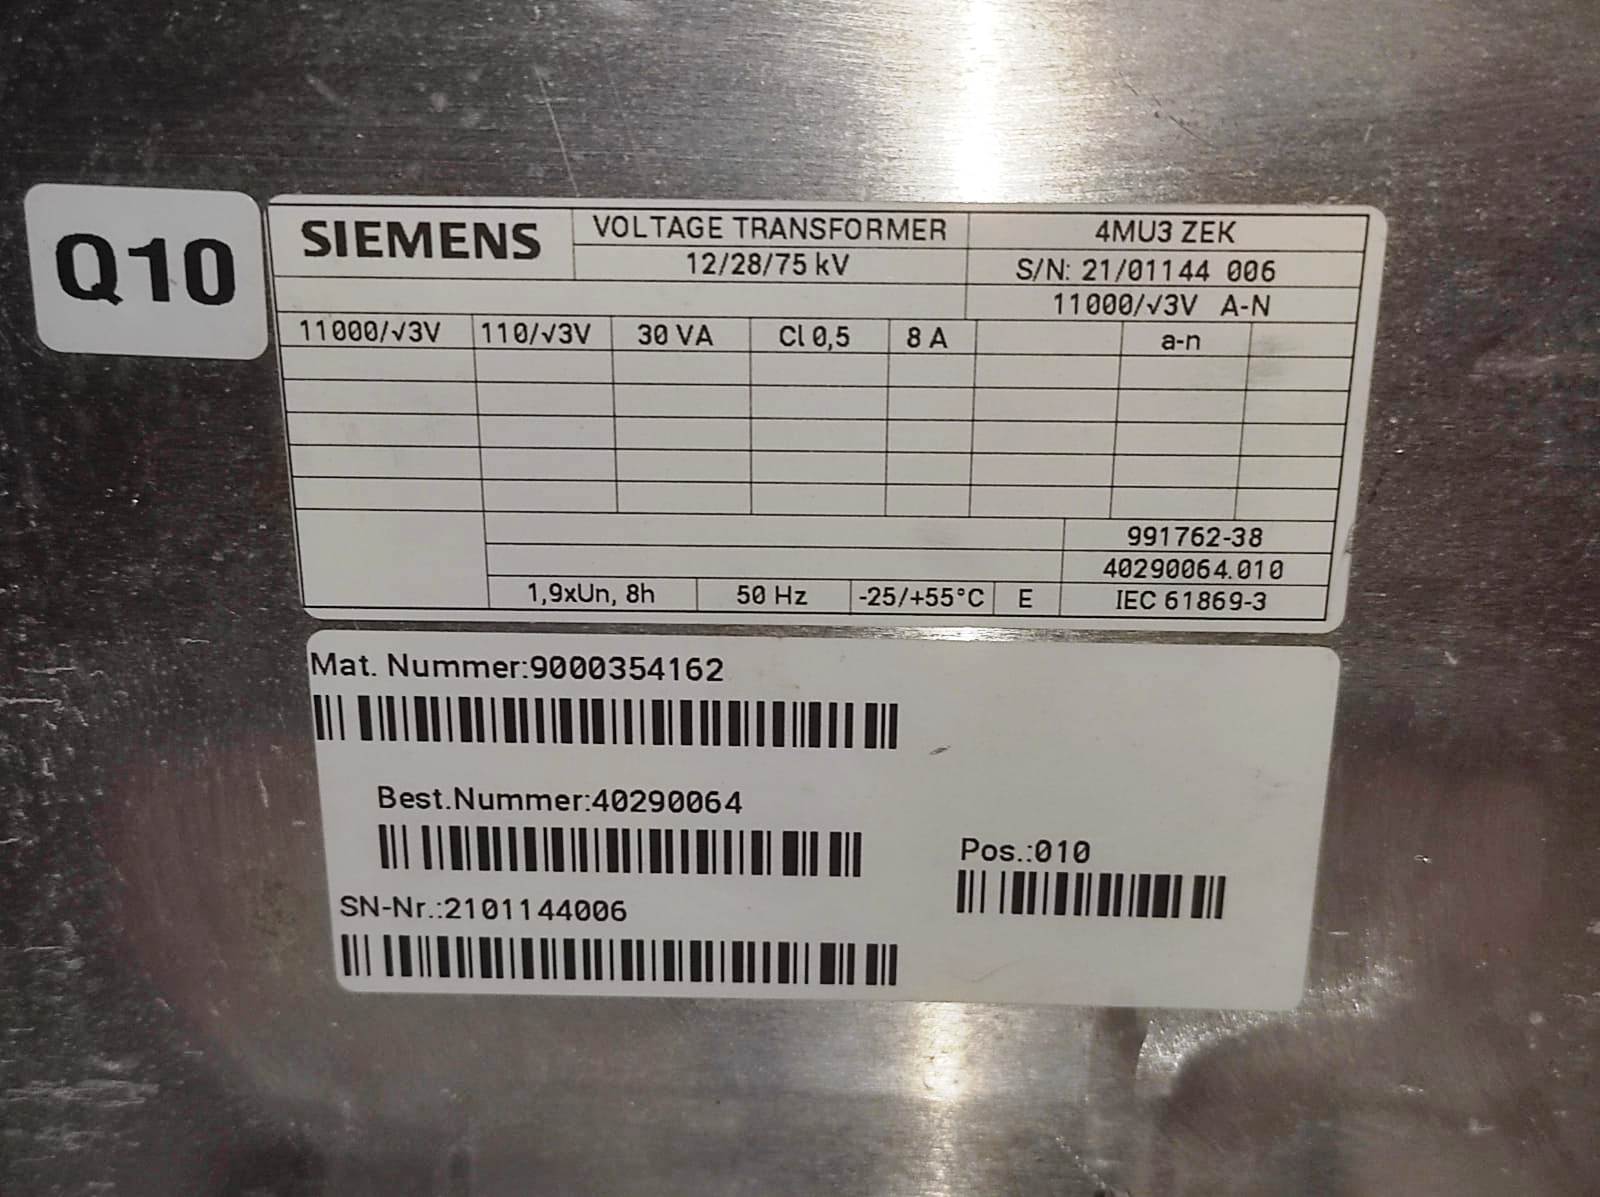 Q10
SIEMENS
VOLTAGE TRANSFORMER
4MU3 ZEK
12/28/75 kV
S/N: 21/01144 006
11000/√3V A-N
11000/√3V 110/√3V 30 VA Cl 0,5 8 A a-n
991762-38
40290064.010
1,9xUn, 8h 50 Hz -25/+55°C E IEC 61869-3
Mat. Nummer:9000354162
Best.Nummer:40290064
Pos.:010
SN-Nr.:2101144006